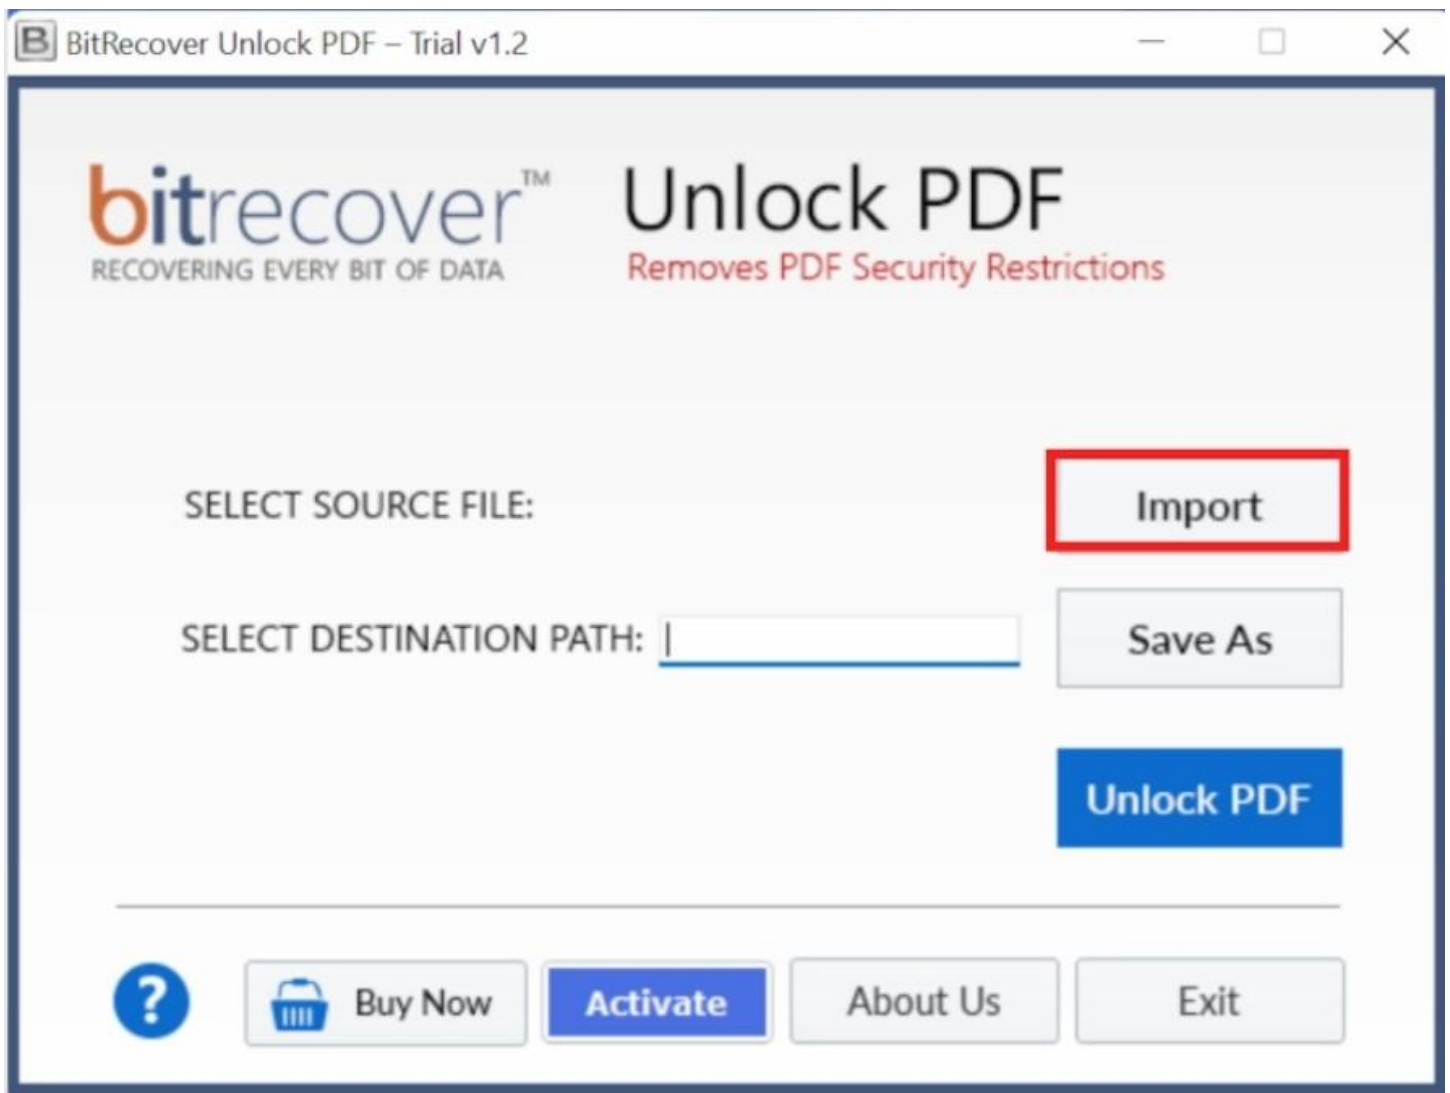 B BitRecover Unlock PDF – Trial v1.2
bitrecover™ Unlock PDF
RECOVERING EVERY BIT OF DATA
Removes PDF Security Restrictions
SELECT SOURCE FILE: Import
SELECT DESTINATION PATH: Save As
Unlock PDF
? Buy Now Activate About Us Exit